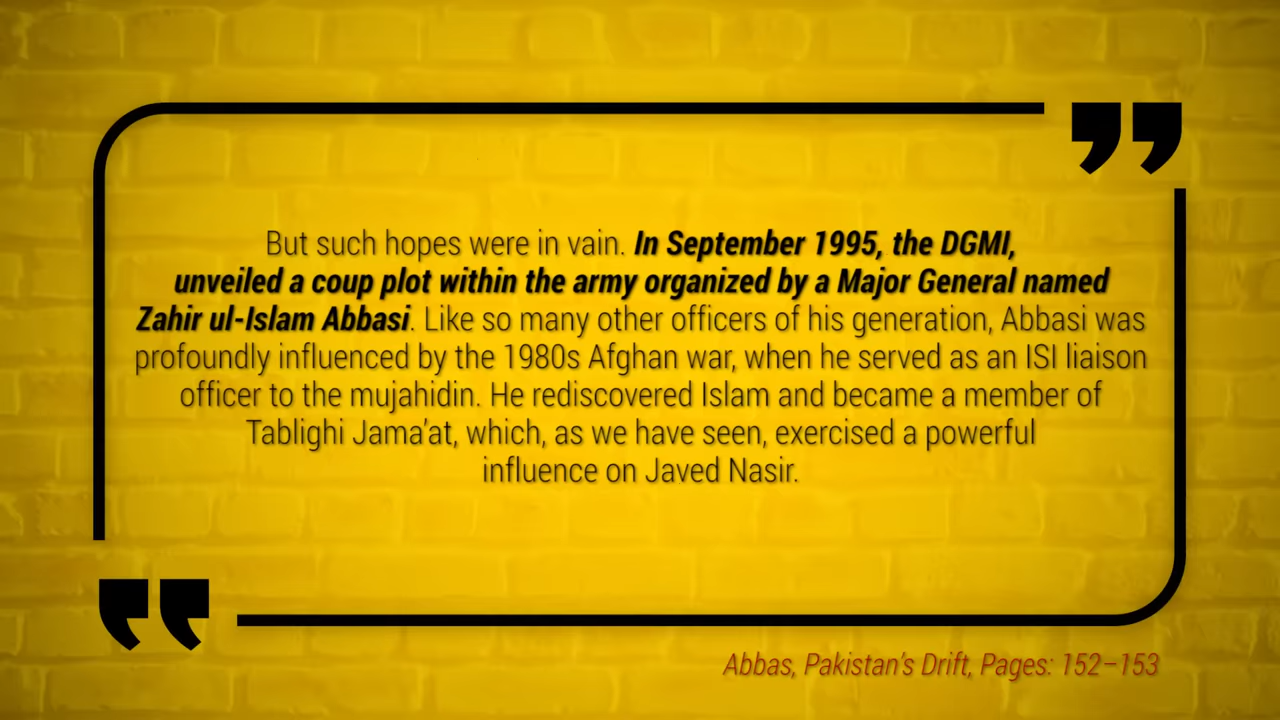 But such hopes were in vain. In September 1995, the DGMI,
unveiled a coup plot within the army organized by a Major General named
Zahir ul-Islam Abbasi. Like so many other officers of his generation, Abbasi was
profoundly influenced by the 1980s Afghan war, when he served as an ISI liaison
officer to the mujahidin. He rediscovered Islam and became a member of
Tablighi Jama'at, which, as we have seen, exercised a powerful
influence on Javed Nasir.
Abbas, Pakistan's Drift, Pages: 152–153